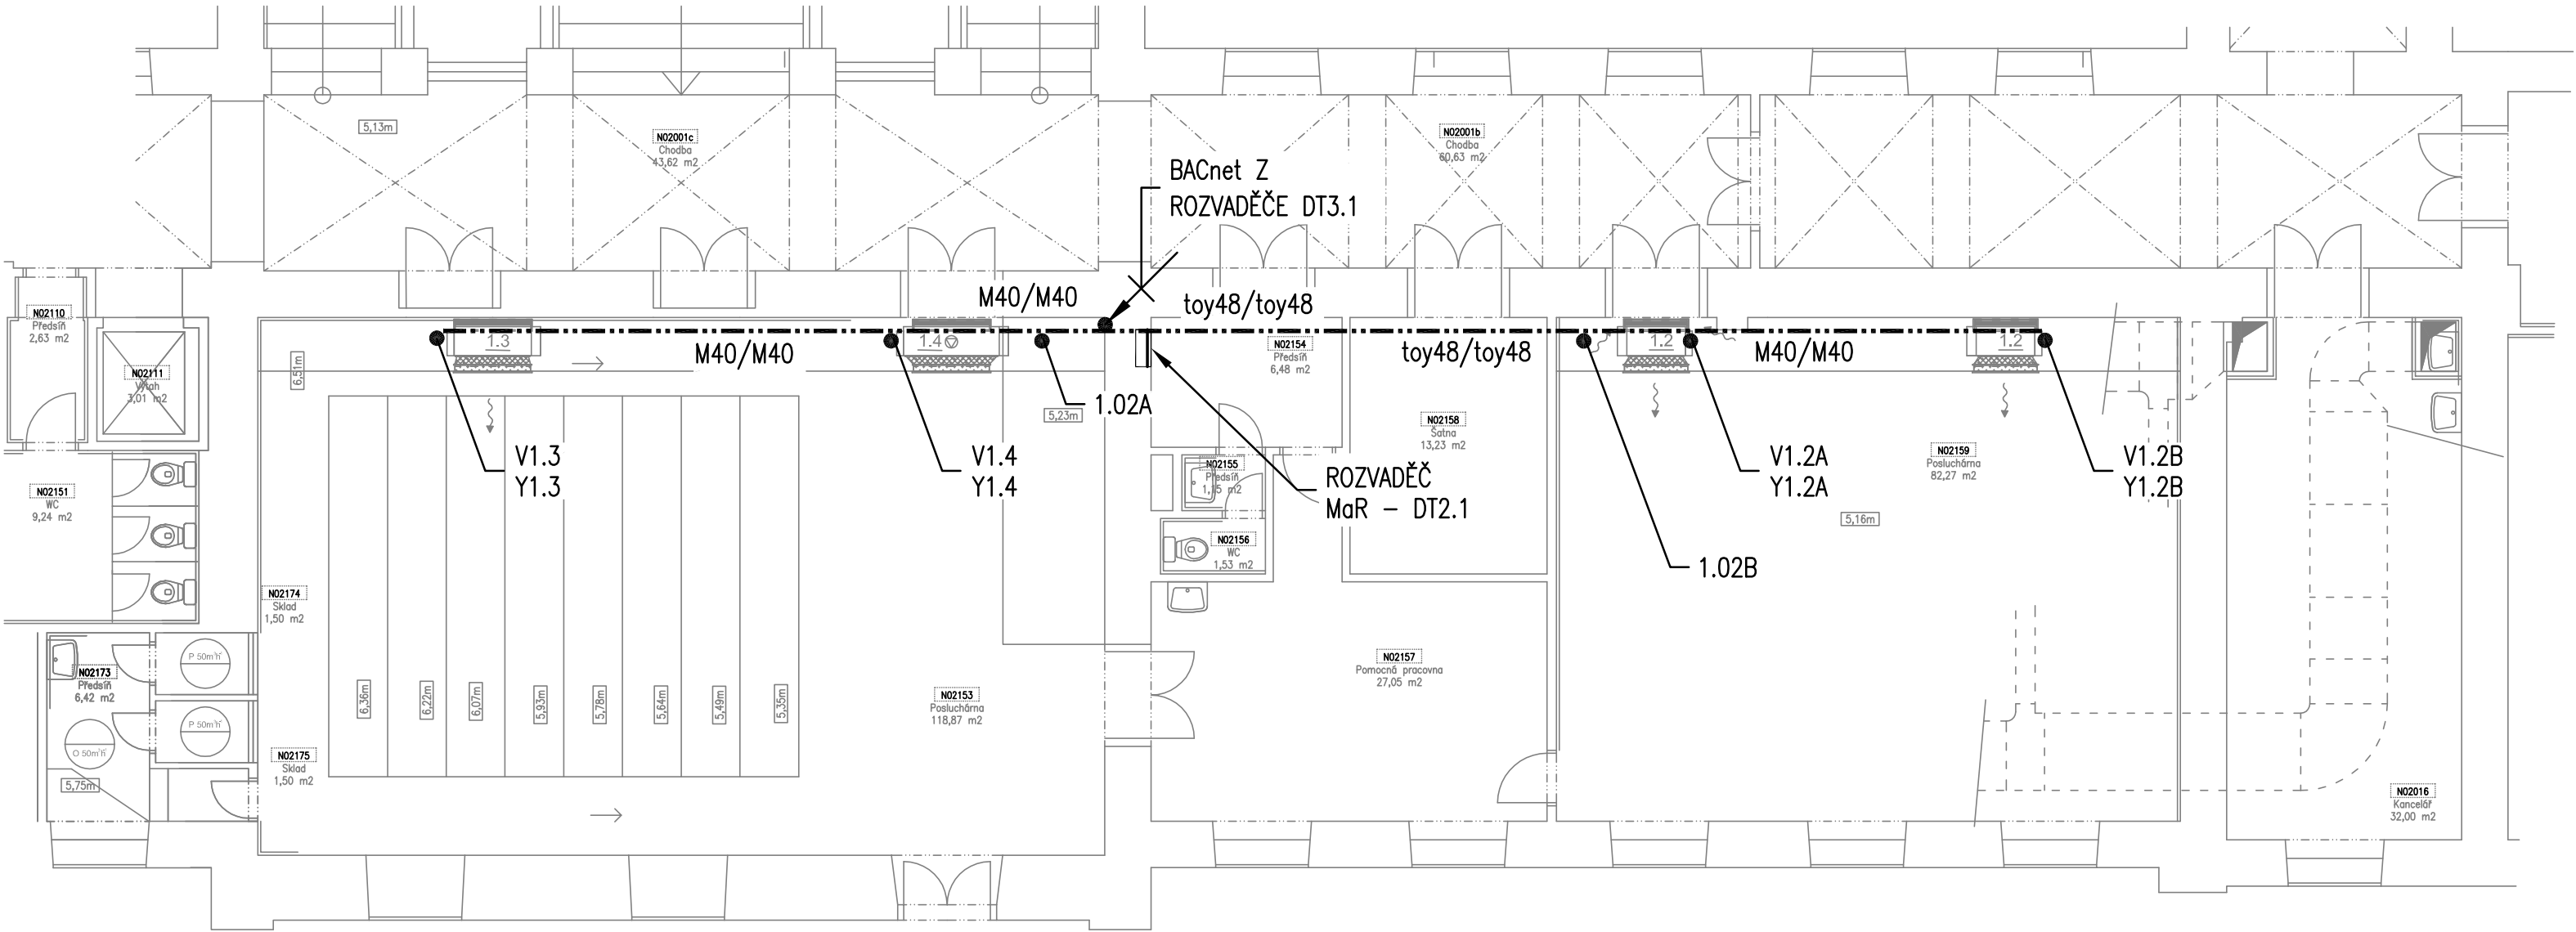 5,13m
N02001c
Chodba
43,62 m2
N02001b
Chodba
60,63 m2
BACnet Z
ROZVADĚČE DT3.1
M40/M40
toy48/toy48
N02110
Předsíň
2,63 m2
N02111
Výtah
3,01 m2
6,51m
1.3
M40/M40
1.4
1.02A
5,23m
N02154
Předsíň
6,48 m2
toy48/toy48
1.2
M40/M40
1.2
V1.3
Y1.3
V1.4
Y1.4
N02158
Šatna
13,23 m2
N02155
Předsíň
1,15 m2
ROZVADĚČ
MaR – DT2.1
V1.2A
Y1.2A
N02159
Posluchárna
82,27 m2
V1.2B
Y1.2B
N02151
WC
9,24 m2
5,16m
N02156
WC
1,53 m2
1.02B
N02174
Sklad
1,50 m2
P 50m³/h
N02173
Předsíň
6,42 m2
P 50m³/h
O 50m³/h
5,75m
6,36m
6,22m
6,07m
5,93m
5,78m
5,64m
5,49m
5,35m
N02153
Posluchárna
118,87 m2
N02157
Pomocná pracovna
27,05 m2
N02175
Sklad
1,50 m2
N02016
Kancelář
32,00 m2